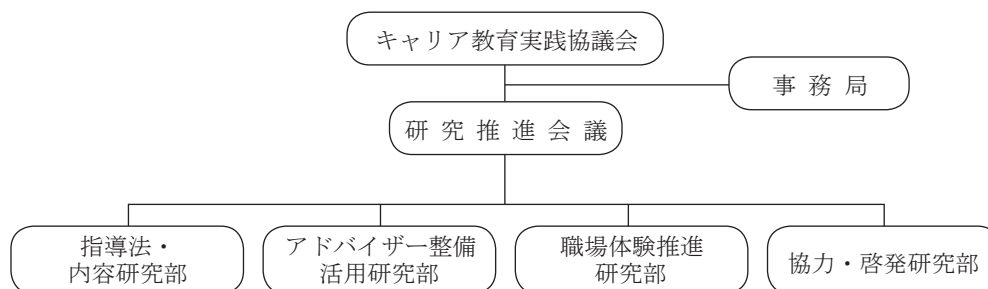 キャリア教育実践協議会
事務局
研究推進会議
指導法・
内容研究部
アドバイザー整備
活用研究部
職場体験推進
研究部
協力・啓発研究部